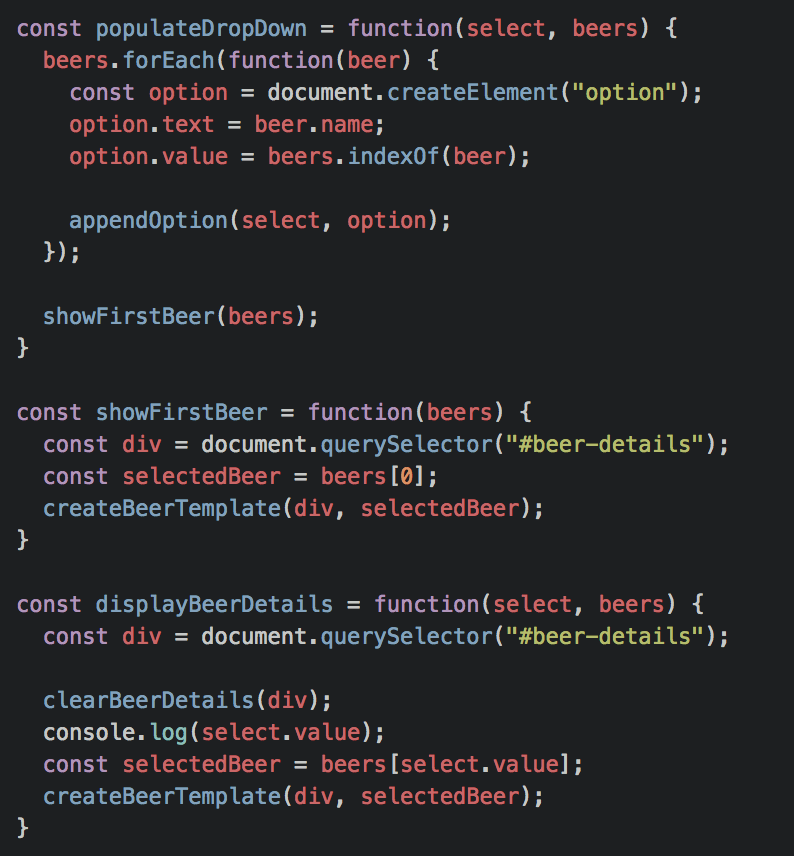 const populateDropDown = function(select, beers) {
  beers.forEach(function(beer) {
    const option = document.createElement("option");
    option.text = beer.name;
    option.value = beers.indexOf(beer);

    appendOption(select, option);
  });

  showFirstBeer(beers);
}

const showFirstBeer = function(beers) {
  const div = document.querySelector("#beer-details");
  const selectedBeer = beers[0];
  createBeerTemplate(div, selectedBeer);
}

const displayBeerDetails = function(select, beers) {
  const div = document.querySelector("#beer-details");

  clearBeerDetails(div);
  console.log(select.value);
  const selectedBeer = beers[select.value];
  createBeerTemplate(div, selectedBeer);
}